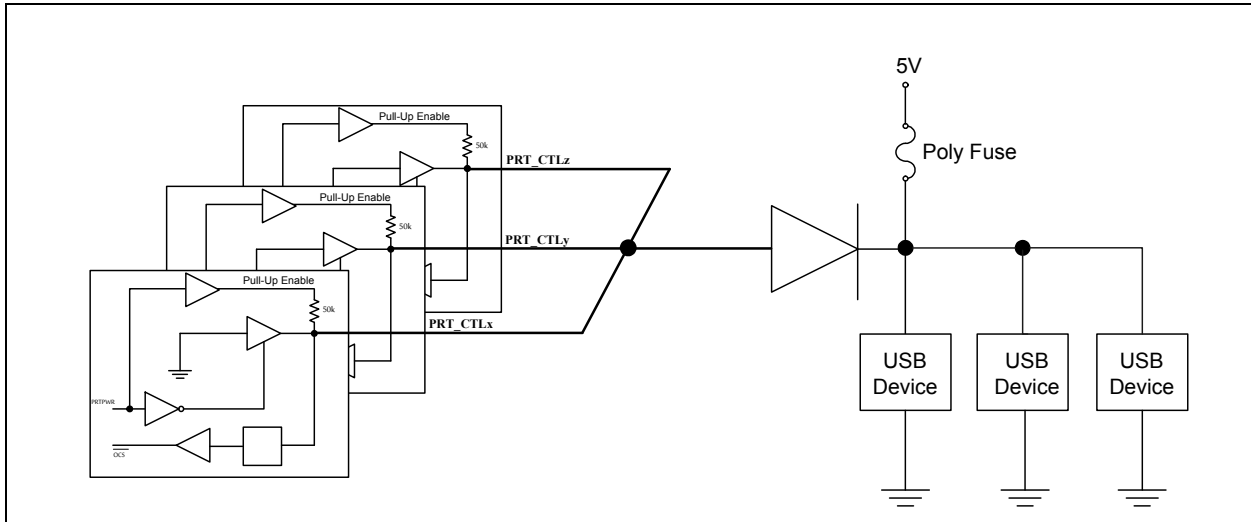 5V
Poly Fuse
Pull-Up Enable
50k
PRT_CTLz
Pull-Up Enable
50k
PRT_CTLy
Pull-Up Enable
50k
PRT_CTLx
PRTPWR
OCS
USB
Device
USB
Device
USB
Device